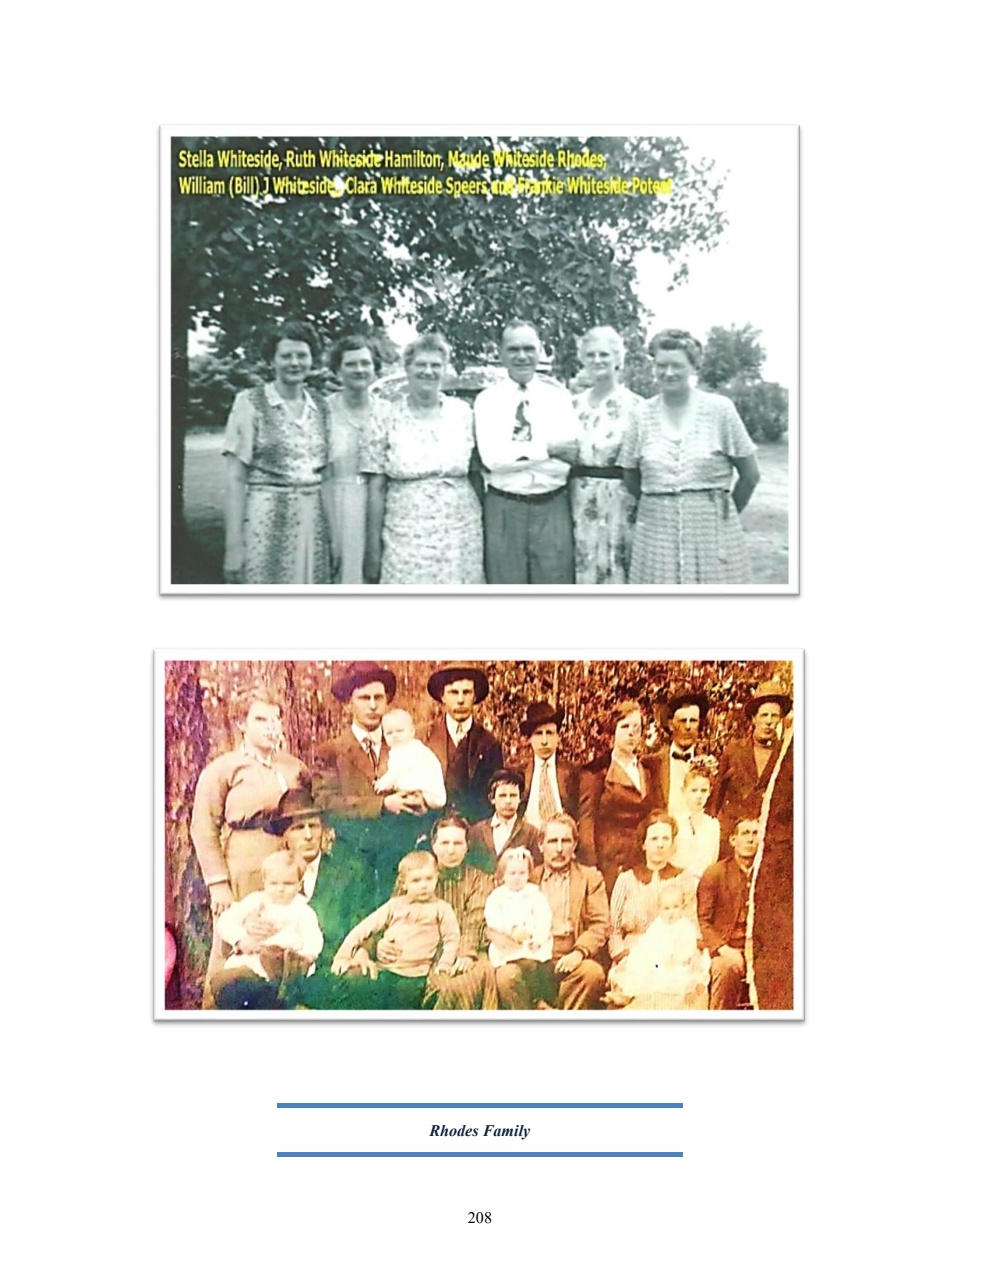 Stella Whiteside, Ruth Whiteside Hamilton, Maude Whiteside Rhodes,
William (Bill) J Whiteside, Clara Whiteside Speers and Frankie Whiteside Poteet
Rhodes Family
208